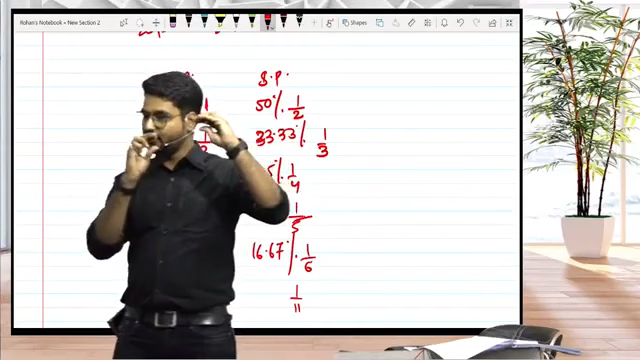 Rohan's Notebook – New Section 2
Shapes
S.P.
50% 1/2
33.33% 1/3
5% 1/4
1/5
16.67% 1/6
1/11